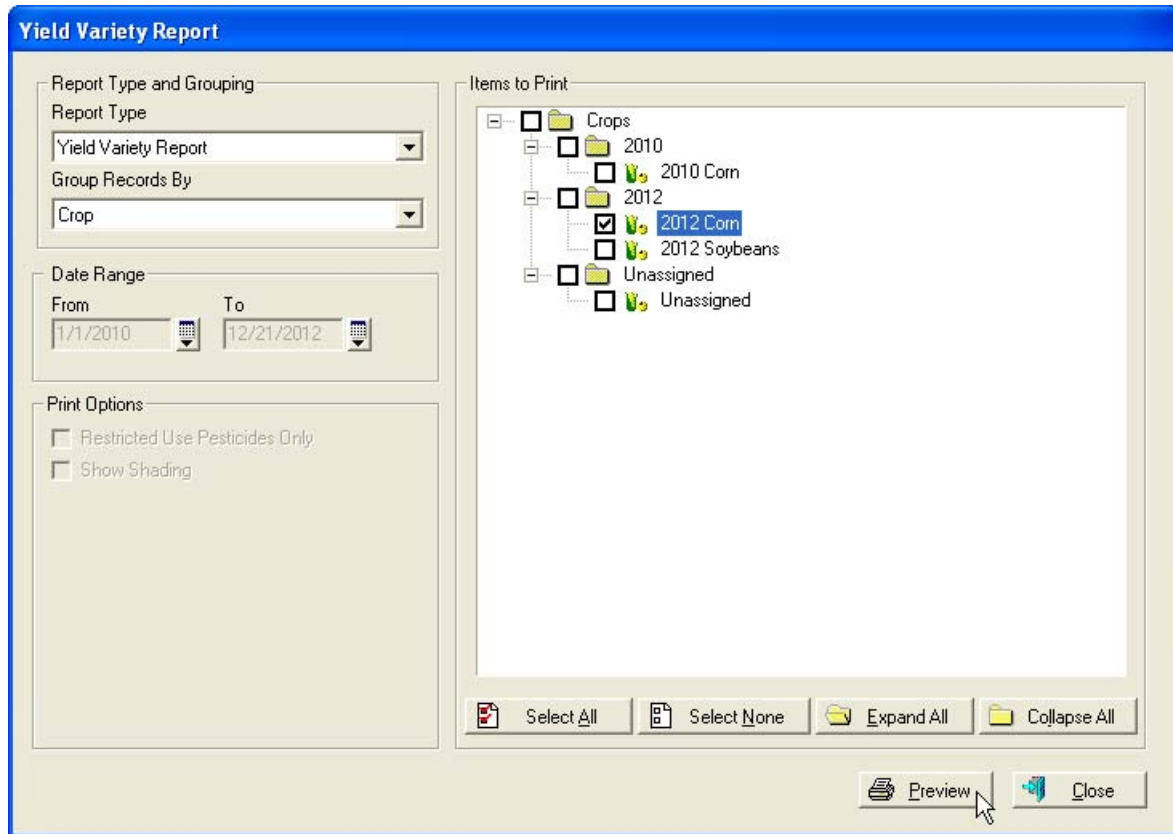 Yield Variety Report
Report Type and Grouping
Report Type
Yield Variety Report
Group Records By
Crop
Date Range
From To
1/1/2010 12/21/2012
Print Options
Restricted Use Pesticides Only
Show Shading
Items to Print
Crops
2010
2010 Corn
2012
2012 Corn
2012 Soybeans
Unassigned
Unassigned
Select All Select None Expand All Collapse All
Preview Close